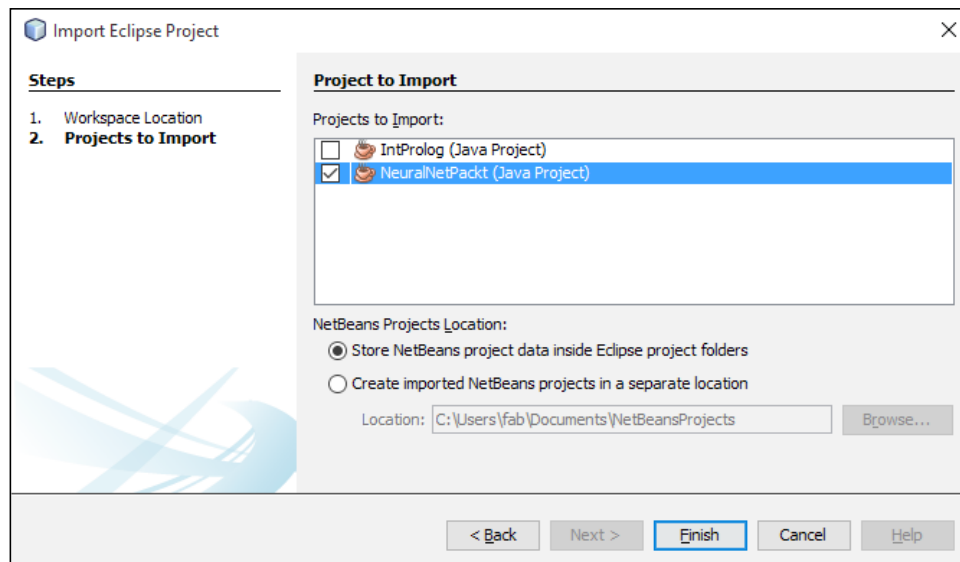 Import Eclipse Project
Steps
1. Workspace Location
2. Projects to Import
Project to Import
Projects to Import:
IntProlog (Java Project)
NeuralNetPackt (Java Project)
NetBeans Projects Location:
Store NetBeans project data inside Eclipse project folders
Create imported NetBeans projects in a separate location
Location: C:\Users\fab\Documents\NetBeansProjects Browse...
< Back Next > Finish Cancel Help